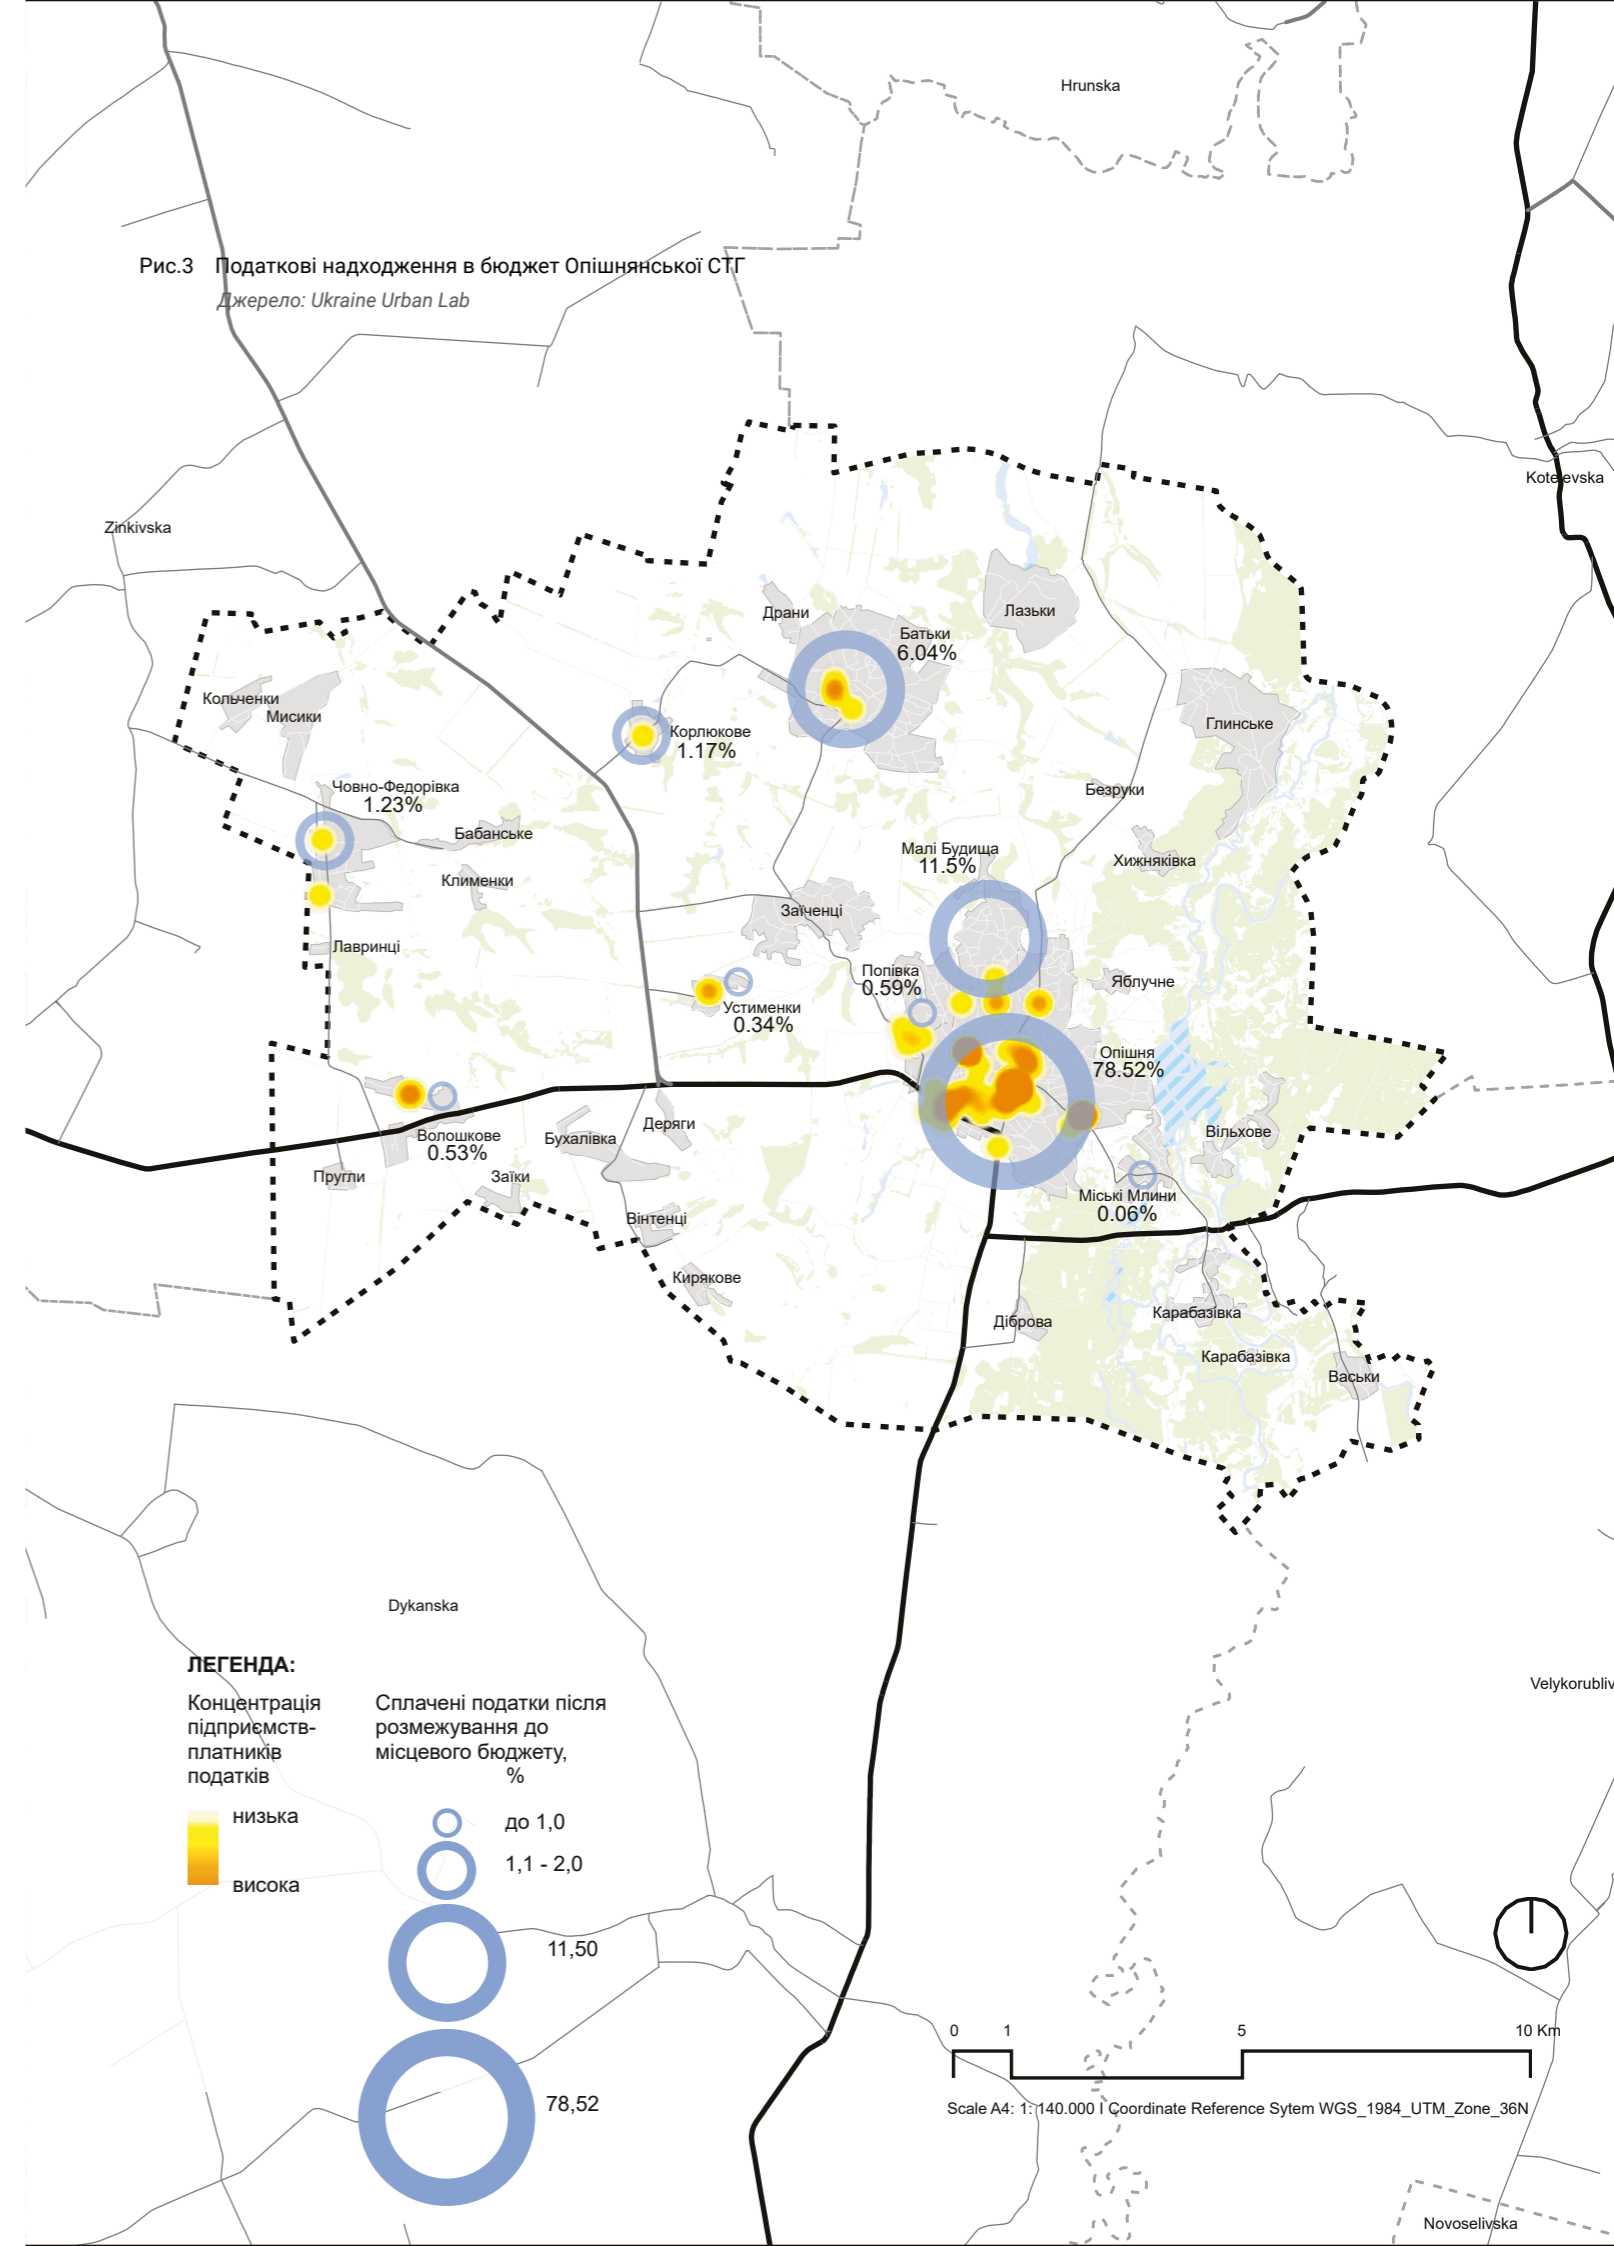 Hrunska
Рис.3 Податкові надходження в бюджет Опішнянської СТГ
Джерело: Ukraine Urban Lab
Kotelevska
Zinkivska
Драни
Лазьки
Батьки
6.04%
Кольченки
Мисики
Глинське
Корлюкове
1.17%
Човно-Федорівка
1.23%
Безруки
Бабанське
Малі Будища
11.5%
Хижняківка
Клименки
Заїченці
Лавринці
Попівка
0.59%
Яблучне
Устименки
0.34%
Опішня
78.52%
Деряги
Волошкове
0.53%
Бухалівка
Вільхове
Пругли
Заїки
Міські Млини
0.06%
Вінтенці
Кирякове
Діброва
Карабазівка
Карабазівка
Васьки
Dykanska
ЛЕГЕНДА:
Концентрація
підприємств-
платників
податків
низька
висока
Сплачені податки після
розмежування до
місцевого бюджету,
%
до 1,0
1,1 - 2,0
11,50
78,52
Velykorubliv
0 1 5 10 Km
Scale A4: 1: 140.000 I Coordinate Reference Sytem WGS_1984_UTM_Zone_36N
Novoselivska